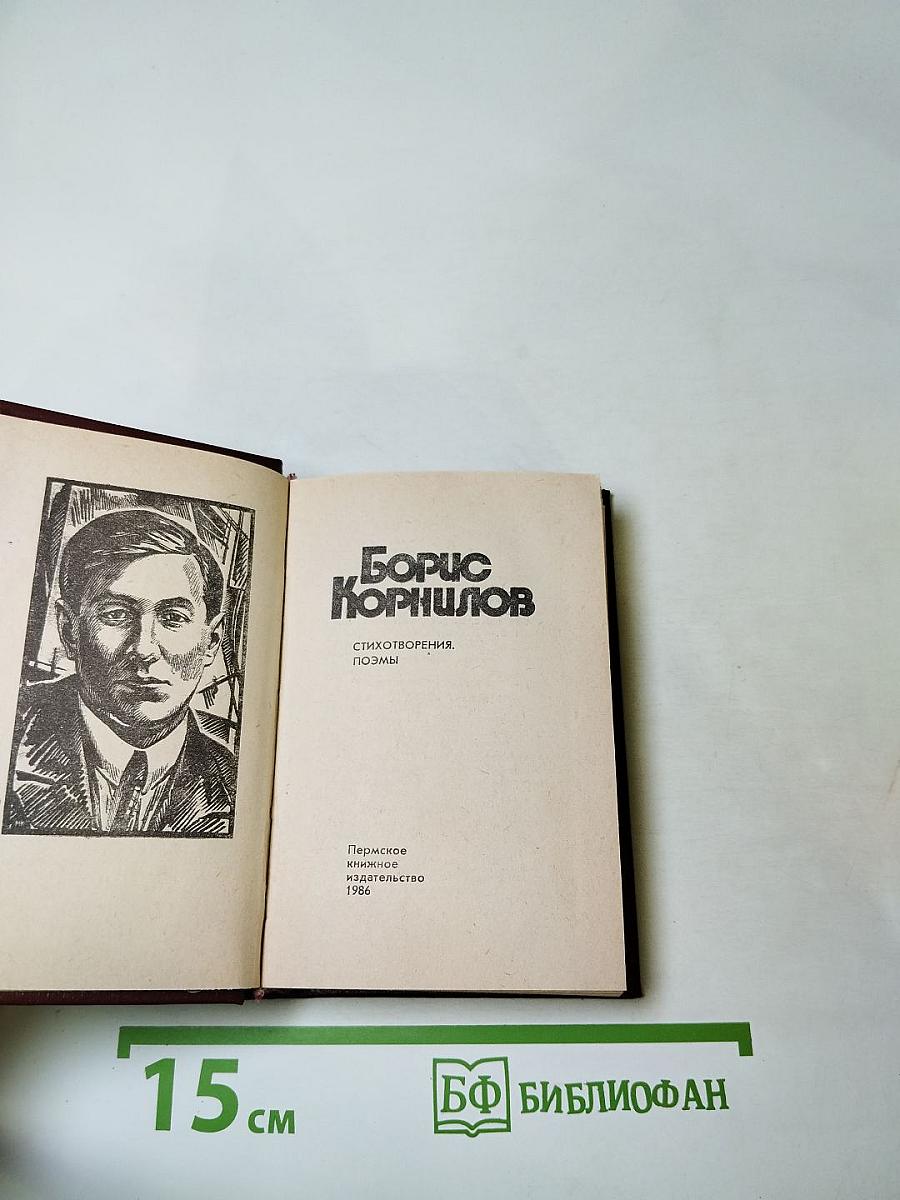 Борис
Корнилов
СТИХОТВОРЕНИЯ.
ПОЭМЫ
Пермское
книжное
издательство
1986
15 см
БФ БИБЛИОФАН